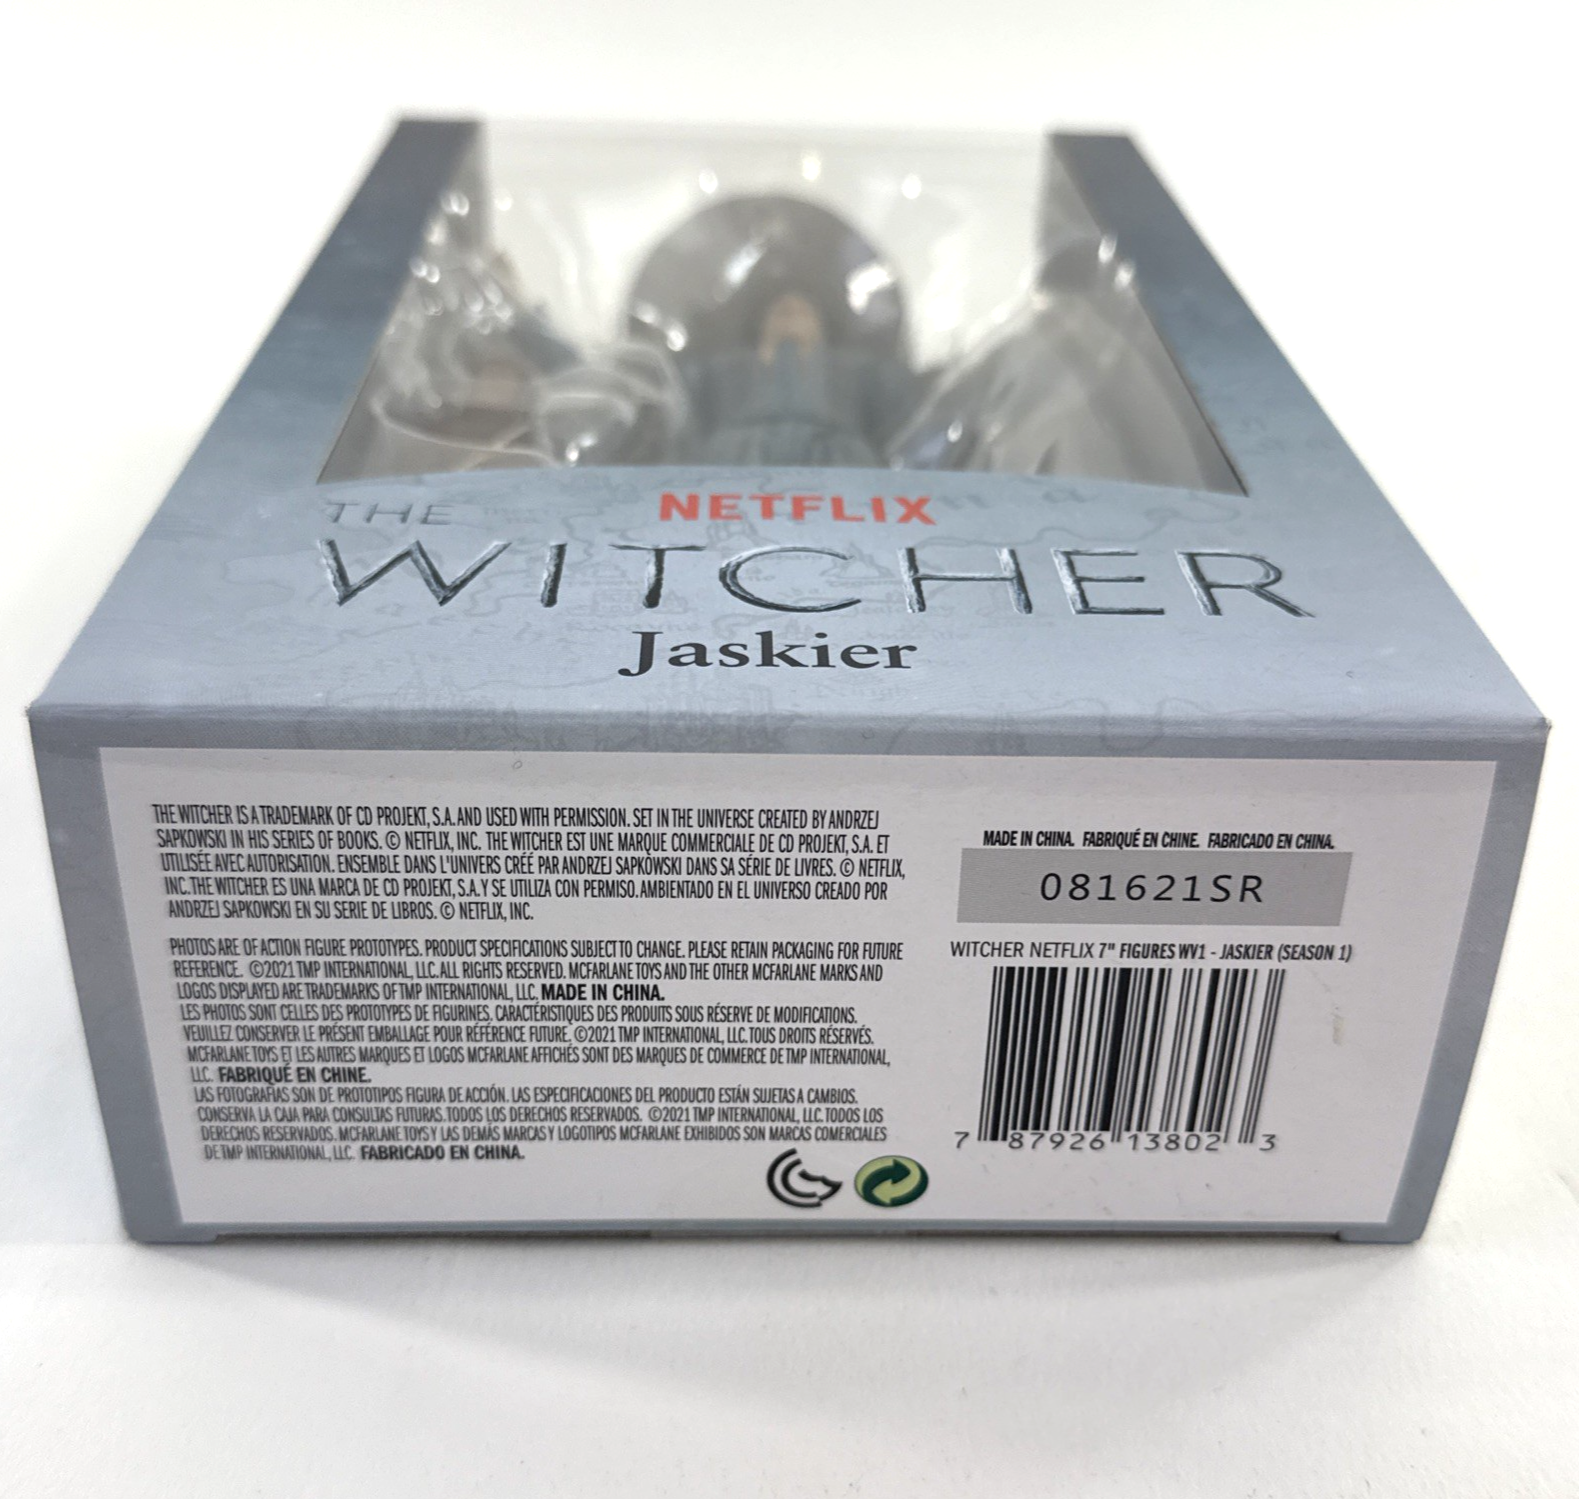 NETFLIX
THE
WITCHER
Jaskier
THE WITCHER IS A TRADEMARK OF CD PROJEKT, S.A. AND USED WITH PERMISSION. SET IN THE UNIVERSE CREATED BY ANDRZEJ
SAPKOWSKI IN HIS SERIES OF BOOKS. © NETFLIX, INC. THE WITCHER EST UNE MARQUE COMMERCIALE DE CD PROJEKT, S.A. ET
UTILISÉE AVEC AUTORISATION. ENSEMBLE DANS L'UNIVERS CRÉÉ PAR ANDRZEJ SAPKOWSKI DANS SA SÉRIE DE LIVRES. © NETFLIX,
INC. THE WITCHER ES UNA MARCA DE CD PROJEKT, S.A. Y SE UTILIZA CON PERMISO. AMBIENTADO EN EL UNIVERSO CREADO POR
ANDRZEJ SAPKOWSKI EN SU SERIE DE LIBROS. © NETFLIX, INC.
PHOTOS ARE OF ACTION FIGURE PROTOTYPES. PRODUCT SPECIFICATIONS SUBJECT TO CHANGE. PLEASE RETAIN PACKAGING FOR FUTURE
REFERENCE. ©2021 TMP INTERNATIONAL, LLC. ALL RIGHTS RESERVED. MCFARLANE TOYS AND THE OTHER MCFARLANE MARKS AND
LOGOS DISPLAYED ARE TRADEMARKS OF TMP INTERNATIONAL, LLC. MADE IN CHINA.
LES PHOTOS SONT CELLES DES PROTOTYPES DE FIGURINES. CARACTÉRISTIQUES DES PRODUITS SOUS RÉSERVE DE MODIFICATIONS.
VEUILLEZ CONSERVER LE PRÉSENT EMBALLAGE POUR RÉFÉRENCE FUTURE. ©2021 TMP INTERNATIONAL, LLC. TOUS DROITS RÉSERVÉS.
MCFARLANE TOYS ET LES AUTRES MARQUES ET LOGOS MCFARLANE AFFICHÉS SONT DES MARQUES DE COMMERCE DE TMP INTERNATIONAL,
LLC. FABRIQUÉ EN CHINE.
LAS FOTOGRAFÍAS SON DE PROTOTIPOS FIGURA DE ACCIÓN. LAS ESPECIFICACIONES DEL PRODUCTO ESTÁN SUJETAS A CAMBIOS.
CONSERVA LA CAJA PARA CONSULTAS FUTURAS. TODOS LOS DERECHOS RESERVADOS. ©2021 TMP INTERNATIONAL, LLC. TODOS LOS
DERECHOS RESERVADOS. MCFARLANE TOYS Y LAS DEMÁS MARCAS Y LOGOTIPOS MCFARLANE EXHIBIDOS SON MARCAS COMERCIALES
DE TMP INTERNATIONAL, LLC. FABRICADO EN CHINA.
MADE IN CHINA. FABRIQUÉ EN CHINE. FABRICADO EN CHINA.
081621SR
WITCHER NETFLIX 7" FIGURES WV1 - JASKIER (SEASON 1)
7 87926 13802 3